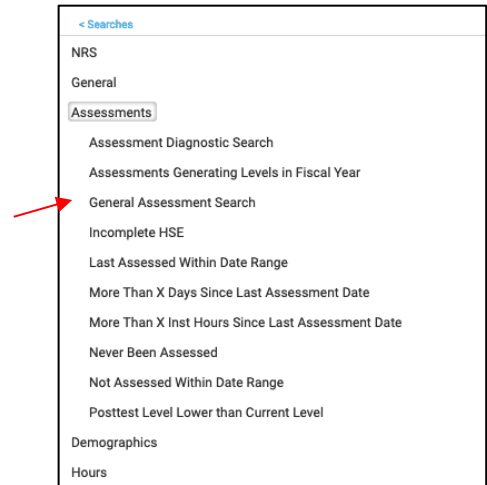 < Searches
NRS
General
Assessments
Assessment Diagnostic Search
Assessments Generating Levels in Fiscal Year
General Assessment Search
Incomplete HSE
Last Assessed Within Date Range
More Than X Days Since Last Assessment Date
More Than X Inst Hours Since Last Assessment Date
Never Been Assessed
Not Assessed Within Date Range
Posttest Level Lower than Current Level
Demographics
Hours